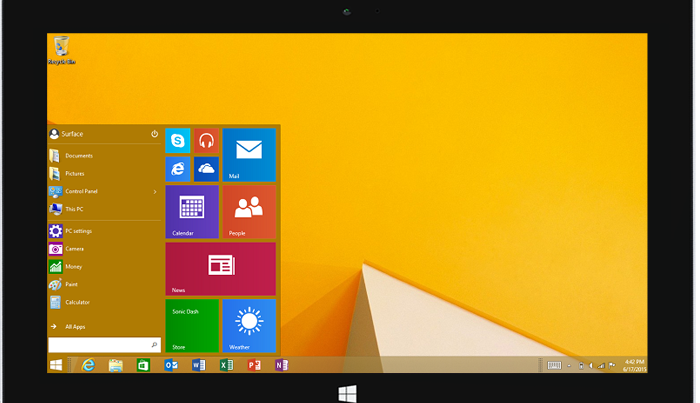 Recycle Bin
Surface
Documents
Pictures
Control Panel
This PC
PC settings
Camera
Money
Paint
Calculator
All Apps
Mail
Calendar
People
News
Sonic Dash
Store
Weather
4:42 PM
6/17/2015